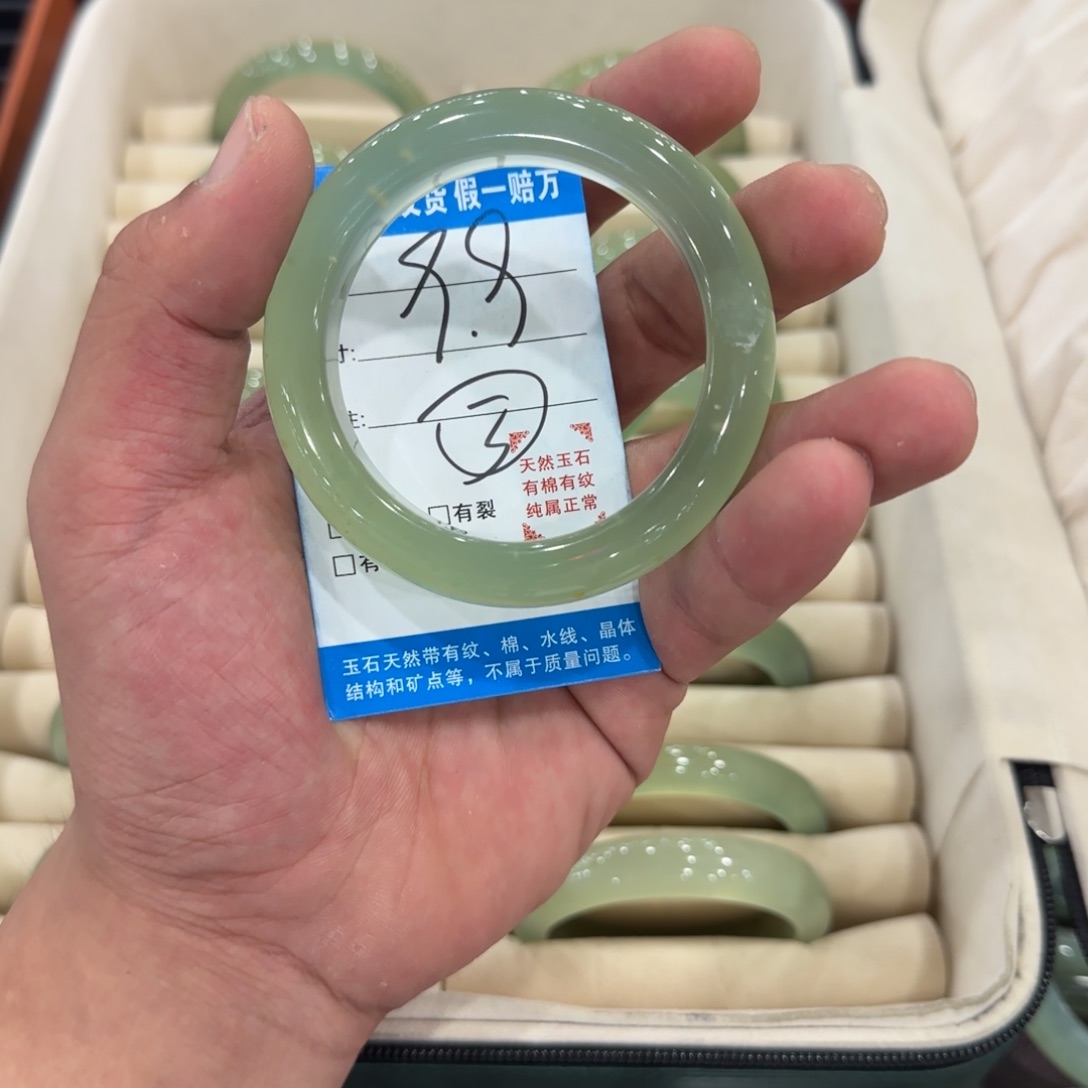 货 假一赔万
寸:
注:
③
天然玉石
有棉有纹
纯属正常
□有裂
□有
玉石天然带有纹、棉、水线、晶体
结构和矿点等，不属于质量问题。